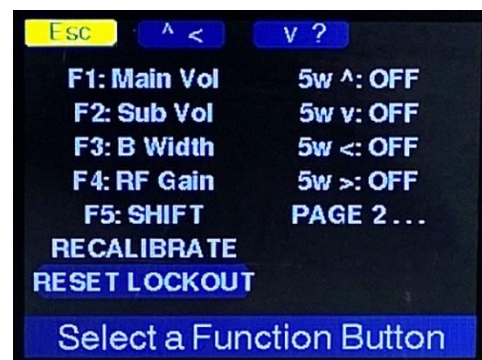 Esc ^ < v ?
F1: Main Vol 5w ^: OFF
F2: Sub Vol 5w v: OFF
F3: B Width 5w <: OFF
F4: RF Gain 5w >: OFF
F5: SHIFT PAGE 2...
RECALIBRATE
RESET LOCKOUT
Select a Function Button